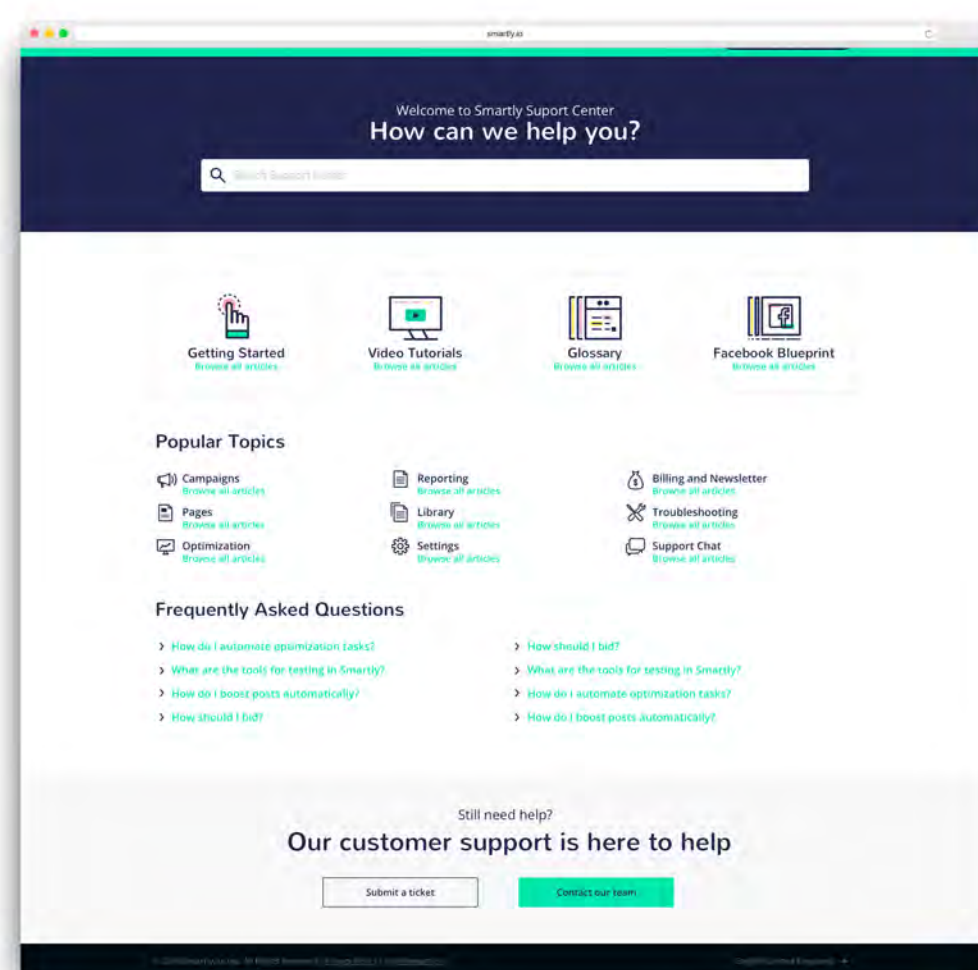 smartly.io
Welcome to Smartly Suport Center
How can we help you?
Search Support Center
Getting Started
Browse all articles
Video Tutorials
Browse all articles
Glossary
Browse all articles
Facebook Blueprint
Browse all articles
Popular Topics
Campaigns
Browse all articles
Reporting
Browse all articles
Billing and Newsletter
Browse all articles
Pages
Browse all articles
Library
Browse all articles
Troubleshooting
Browse all articles
Optimization
Browse all articles
Settings
Browse all articles
Support Chat
Browse all articles
Frequently Asked Questions
How do I automate optimization tasks?
How should I bid?
What are the tools for testing in Smartly?
What are the tools for testing in Smartly?
How do I boost posts automatically?
How do I automate optimization tasks?
How should I bid?
How do I boost posts automatically?
Still need help?
Our customer support is here to help
Submit a ticket
Contact our team